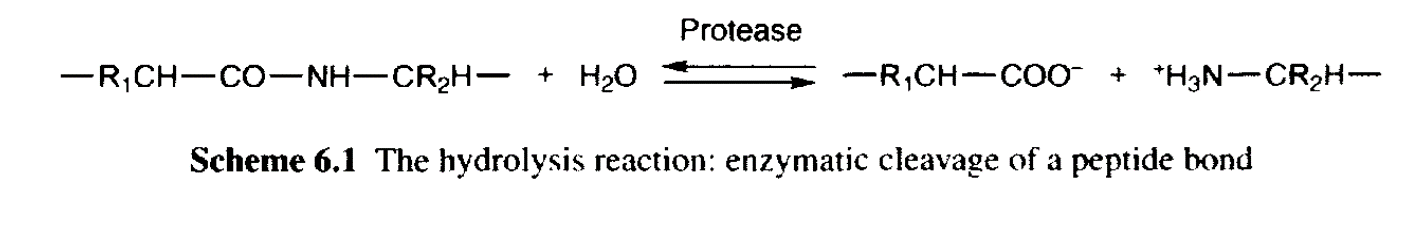 Protease
—R₁CH—CO—NH—CR₂H— + H₂O ⇌ —R₁CH—COO⁻ + ⁺H₃N—CR₂H—
Scheme 6.1 The hydrolysis reaction: enzymatic cleavage of a peptide bond